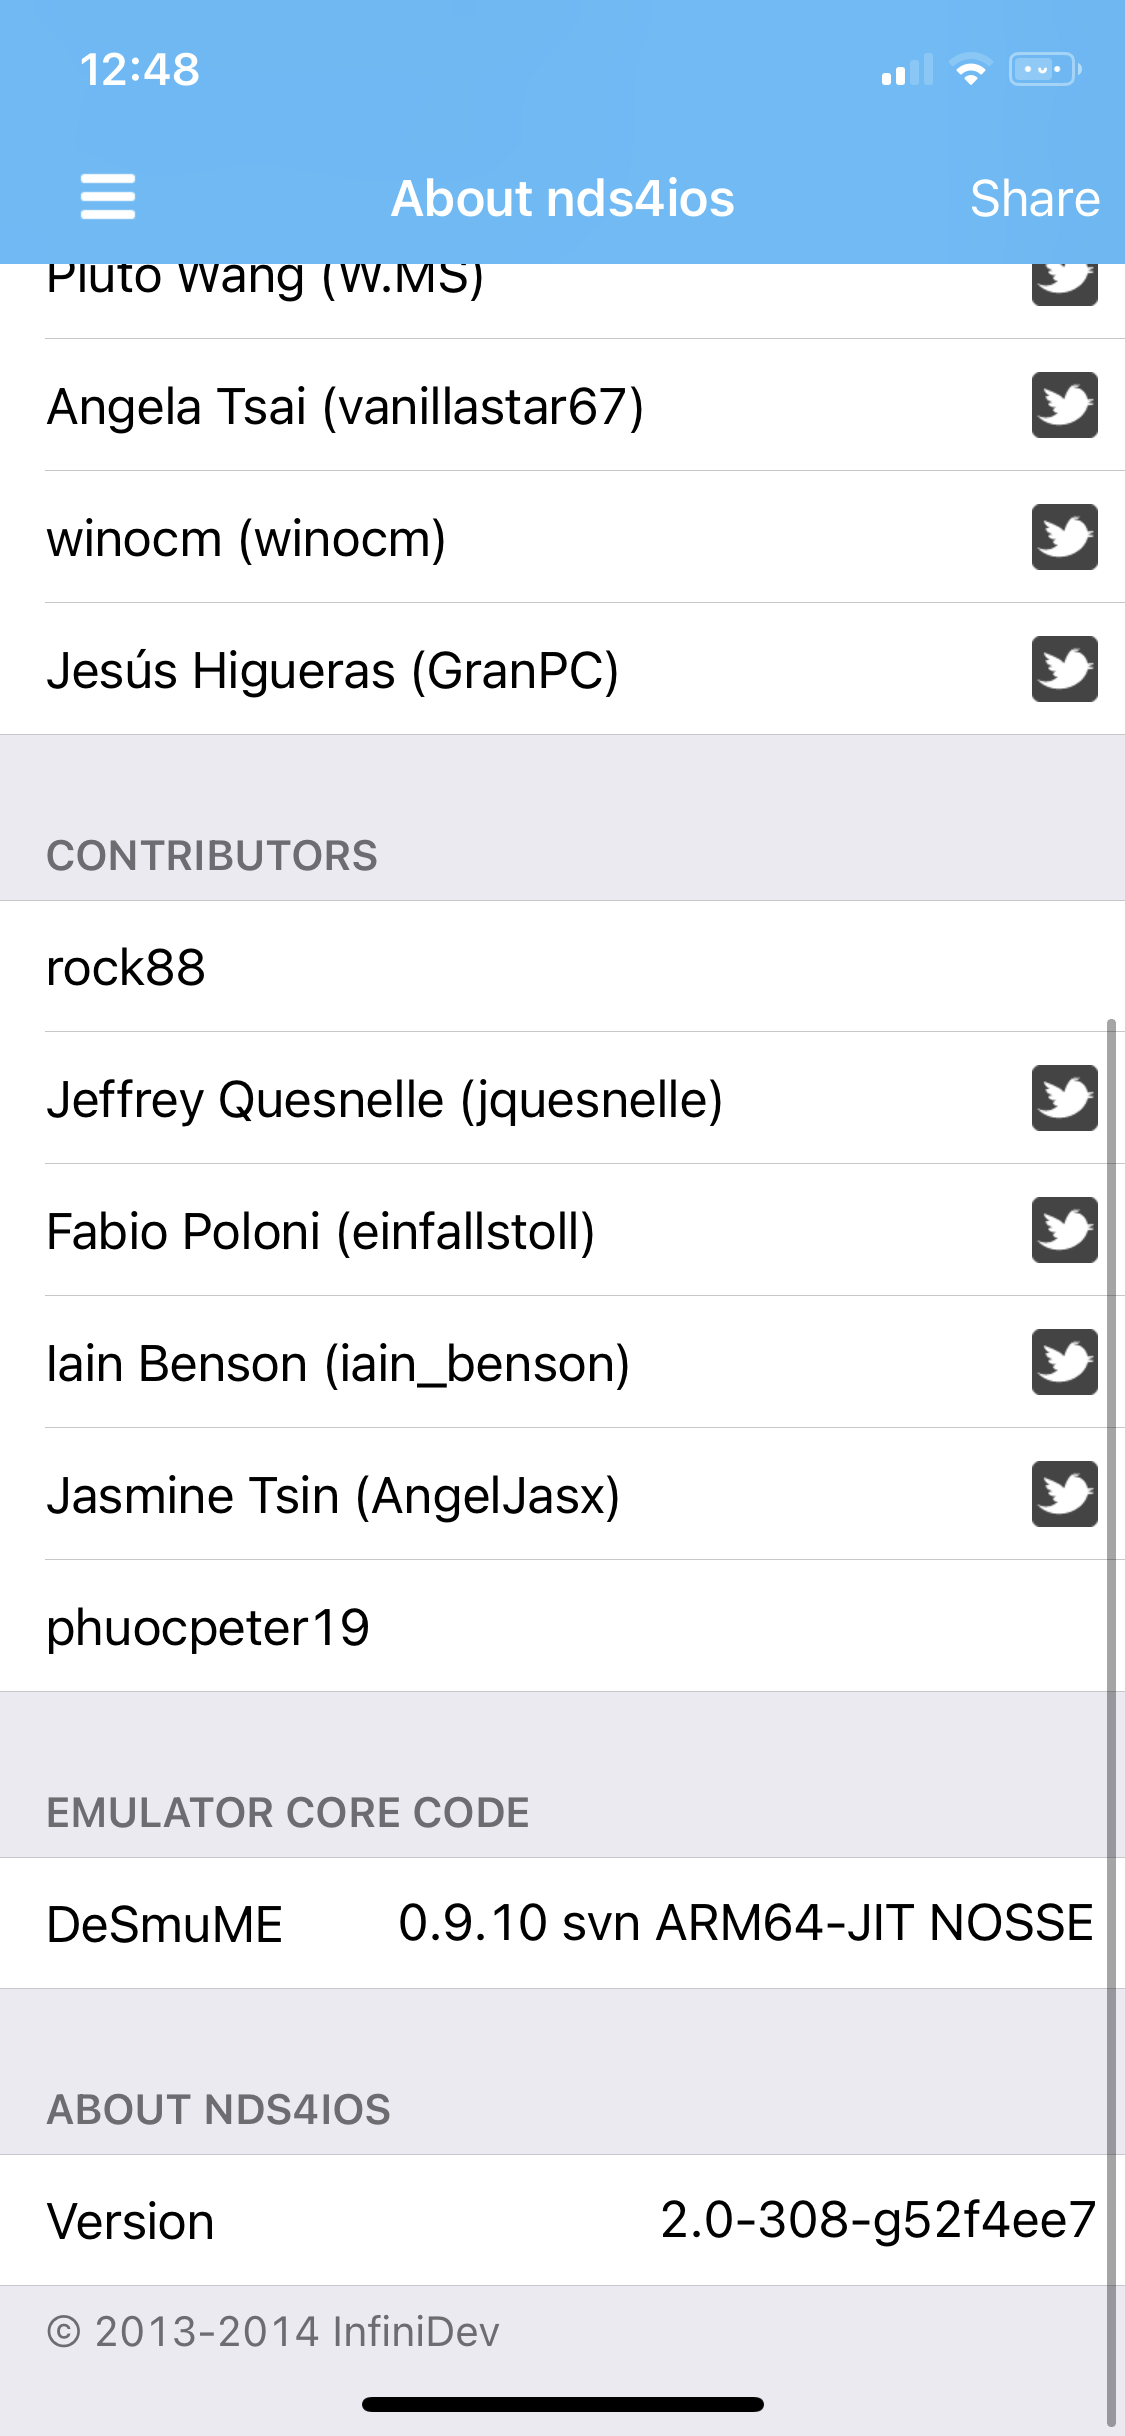 12:48
About nds4ios
Share
Pluto Wang (W.MS)
Angela Tsai (vanillastar67)
winocm (winocm)
Jesús Higueras (GranPC)
CONTRIBUTORS
rock88
Jeffrey Quesnelle (jquesnelle)
Fabio Poloni (einfallstoll)
Iain Benson (iain_benson)
Jasmine Tsin (AngelJasx)
phuocpeter19
EMULATOR CORE CODE
DeSmuME 0.9.10 svn ARM64-JIT NOSSE
ABOUT NDS4IOS
Version 2.0-308-g52f4ee7
© 2013-2014 InfiniDev